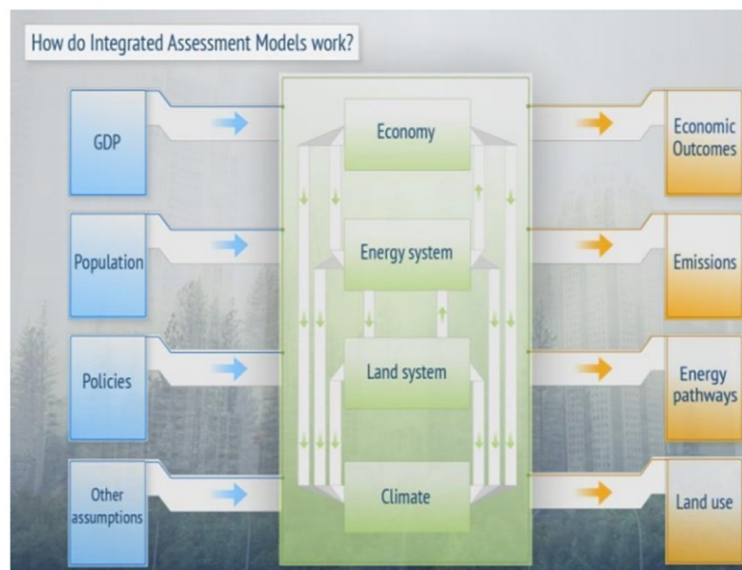 How do Integrated Assessment Models work?
GDP
Economy
Economic
Outcomes
Population
Energy system
Emissions
Policies
Land system
Energy
pathways
Other
assumptions
Climate
Land use